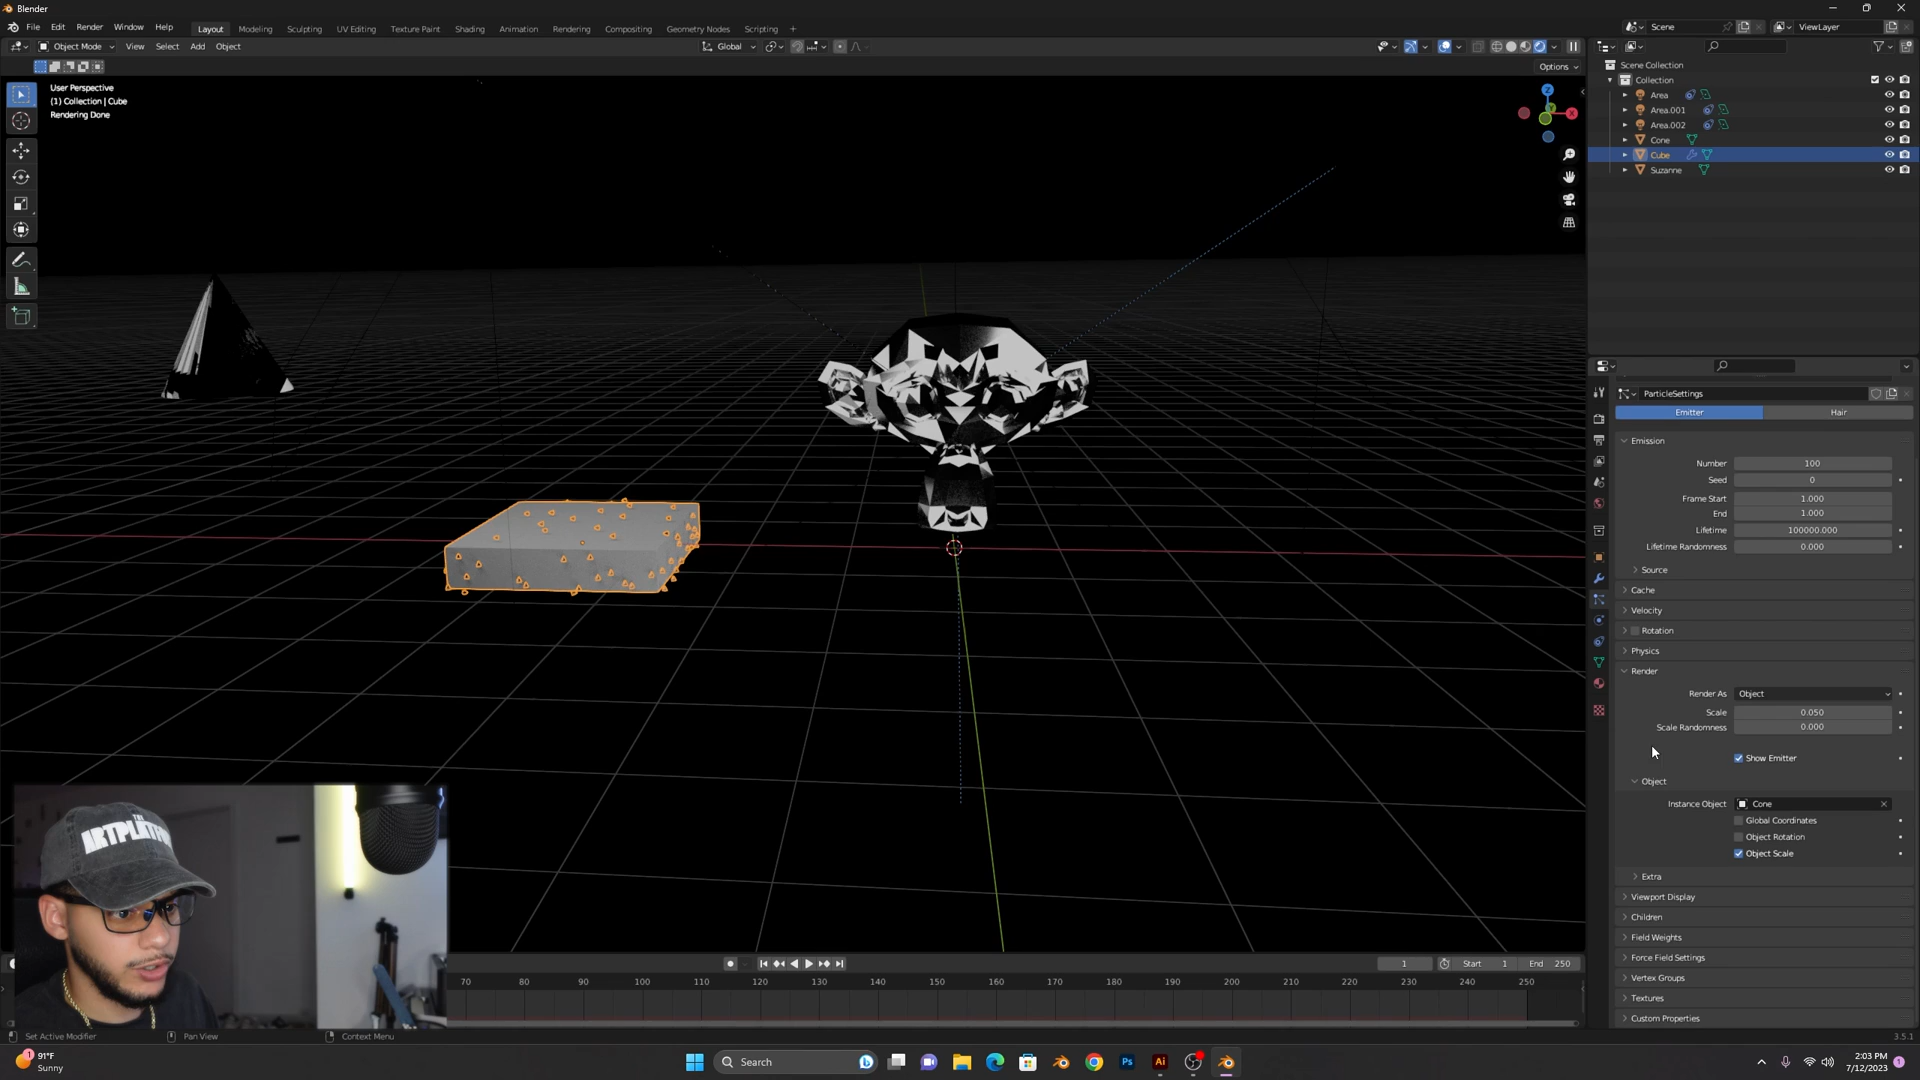 Blender
File Edit Render Window Help Layout Modeling Sculpting UV Editing Texture Paint Shading Animation Rendering Compositing Geometry Nodes Scripting + Scene ViewLayer
Object Mode View Select Add Object Global
Options
User Perspective
(1) Collection | Cube
Rendering Done
Z
Y
X
Scene Collection
Collection
Area
Area.001
Area.002
Cone
Cube
Suzanne
ParticleSettings
Emitter Hair
Emission
Number 100
Seed 0
Frame Start 1.000
End 1.000
Lifetime 100000.000
Lifetime Randomness 0.000
Source
Cache
Velocity
Rotation
Physics
Render
Render As Object
Scale 0.050
Scale Randomness 0.000
Show Emitter
Object
Instance Object Cone
Global Coordinates
Object Rotation
Object Scale
Extra
Viewport Display
Children
Field Weights
Force Field Settings
Vertex Groups
Textures
Custom Properties
THE
1 Start 1 End 250
70 80 90 100 110 120 130 140 150 160 170 180 190 200 210 220 230 240 250
Set Active Modifier Pan View Context Menu 3.5.1
1 91°F
Sunny
Search
Ps Ai
2:03 PM
7/12/2023
1